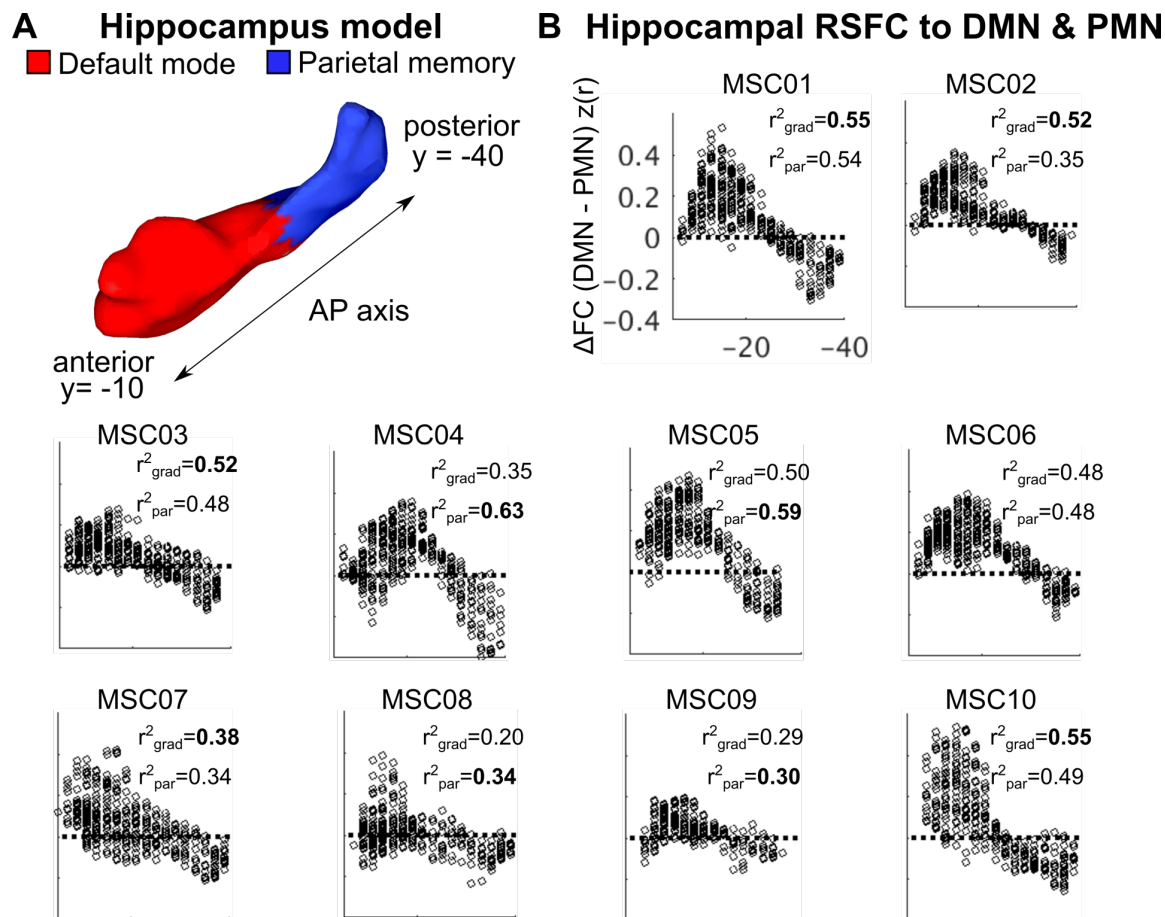 A Hippocampus model
Default mode Parietal memory
posterior
y = -40
AP axis
anterior
y= -10
B Hippocampal RSFC to DMN & PMN
ΔFC (DMN - PMN) z(r)
MSC01
r²grad=0.55
r²par=0.54
0.4
0.2
0
−0.2
−0.4
−20 −40
MSC02
r²grad=0.52
r²par=0.35
MSC03
r²grad=0.52
r²par=0.48
MSC04
r²grad=0.35
r²par=0.63
MSC05
r²grad=0.50
r²par=0.59
MSC06
r²grad=0.48
r²par=0.48
MSC07
r²grad=0.38
r²par=0.34
MSC08
r²grad=0.20
r²par=0.34
MSC09
r²grad=0.29
r²par=0.30
MSC10
r²grad=0.55
r²par=0.49